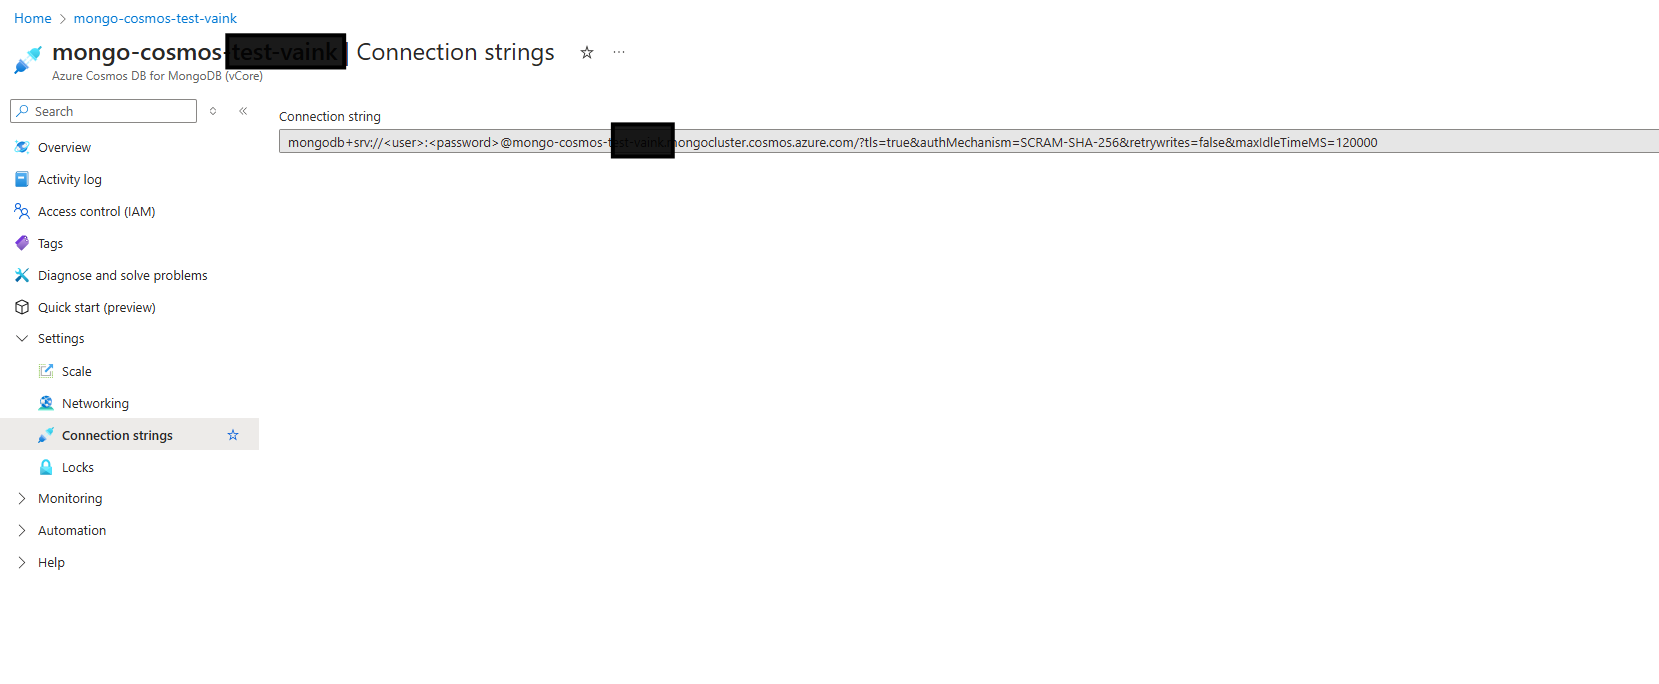 Home > mongo-cosmos-test-vaink
mongo-cosmos-test-vaink | Connection strings
Azure Cosmos DB for MongoDB (vCore)
Search
Connection string
mongodb+srv://<user>:<password>@mongo-cosmos-test-vaink.mongocluster.cosmos.azure.com/?tls=true&authMechanism=SCRAM-SHA-256&retrywrites=false&maxIdleTimeMS=120000
Overview
Activity log
Access control (IAM)
Tags
Diagnose and solve problems
Quick start (preview)
Settings
Scale
Networking
Connection strings
Locks
Monitoring
Automation
Help